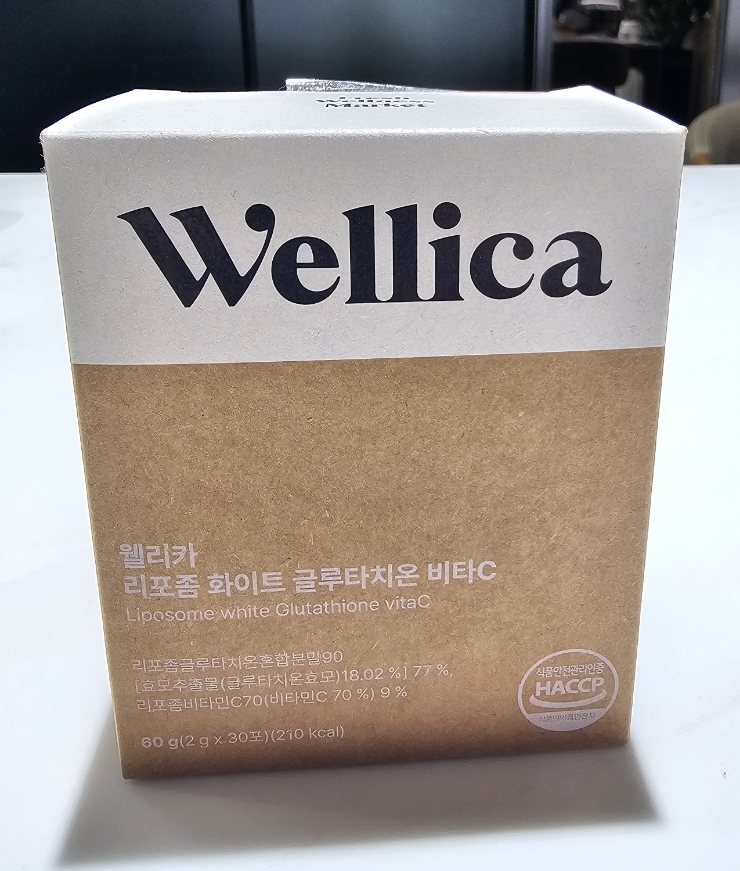 Wellness
Market
Wellica
웰리카
리포좀 화이트 글루타치온 비타C
Liposome white Glutathione vitaC
리포좀글루타치온혼합분말90
[효모추출물(글루타치온효모)18.02 %] 77 %,
리포좀비타민C70(비타민C 70 %) 9 %
60 g(2 g x 30포)(210 kcal)
식품안전관리인증
HACCP
식품의약품안전처